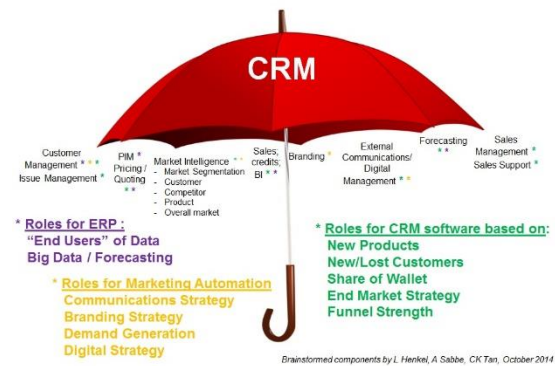 CRM
Customer
Management * * *
Issue Management *
PIM *
Pricing /
Quoting
* *
Market Intelligence * *
- Market Segmentation
- Customer
- Competitor
- Product
- Overall market
Sales;
credits;
BI * *
Branding *
External
Communications/
Digital
Management * *
Forecasting
* *
Sales
Management *
Sales Support *
* Roles for ERP :
“End Users” of Data
Big Data / Forecasting
* Roles for Marketing Automation
Communications Strategy
Branding Strategy
Demand Generation
Digital Strategy
* Roles for CRM software based on:
New Products
New/Lost Customers
Share of Wallet
End Market Strategy
Funnel Strength
Brainstormed components by L Henkel, A Sabbe, CK Tan, October 2014